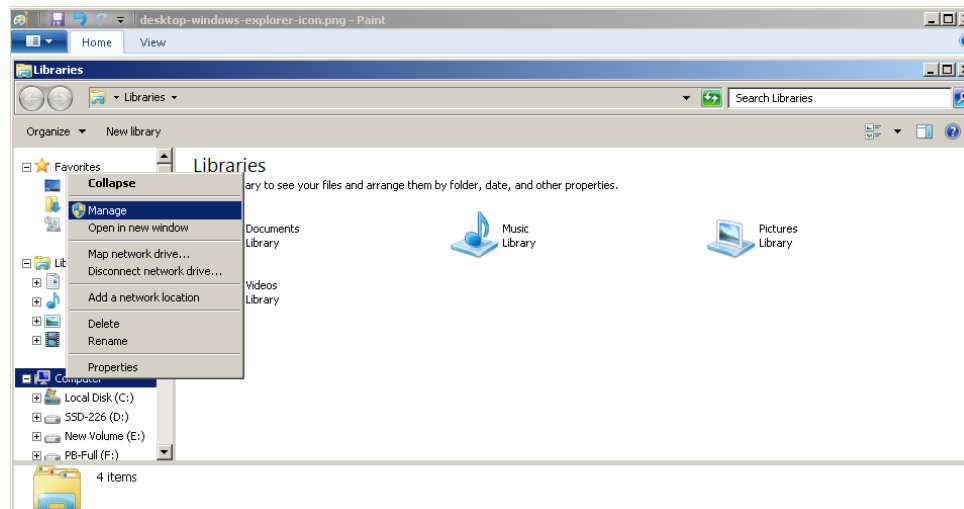 desktop-windows-explorer-icon.png - Paint
Home View
Libraries
Libraries
Search Libraries
Organize New library
Favorites
Libraries
ary to see your files and arrange them by folder, date, and other properties.
Collapse
Manage
Open in new window
Map network drive...
Disconnect network drive...
Add a network location
Delete
Rename
Properties
Documents
Library
Music
Library
Pictures
Library
Videos
Library
Lib
Computer
Local Disk (C:)
SSD-226 (D:)
New Volume (E:)
PB-Full (F:)
4 items